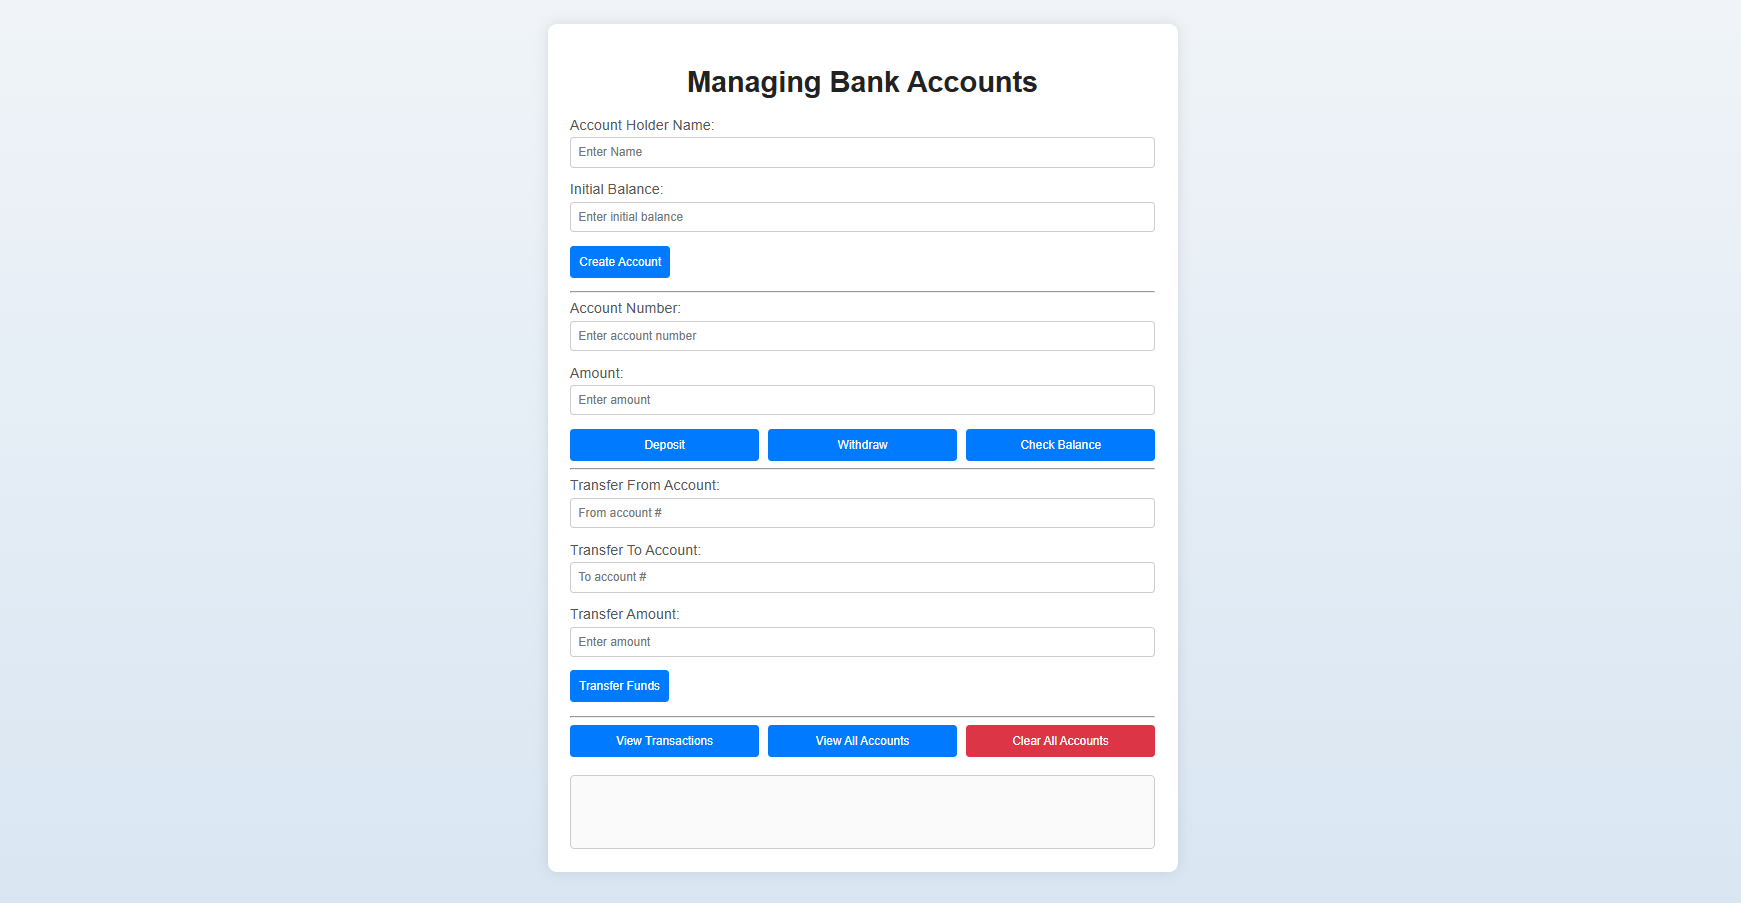 Managing Bank Accounts
Account Holder Name:
Enter Name
Initial Balance:
Enter initial balance
Create Account
Account Number:
Enter account number
Amount:
Enter amount
Deposit Withdraw Check Balance
Transfer From Account:
From account #
Transfer To Account:
To account #
Transfer Amount:
Enter amount
Transfer Funds
View Transactions View All Accounts Clear All Accounts